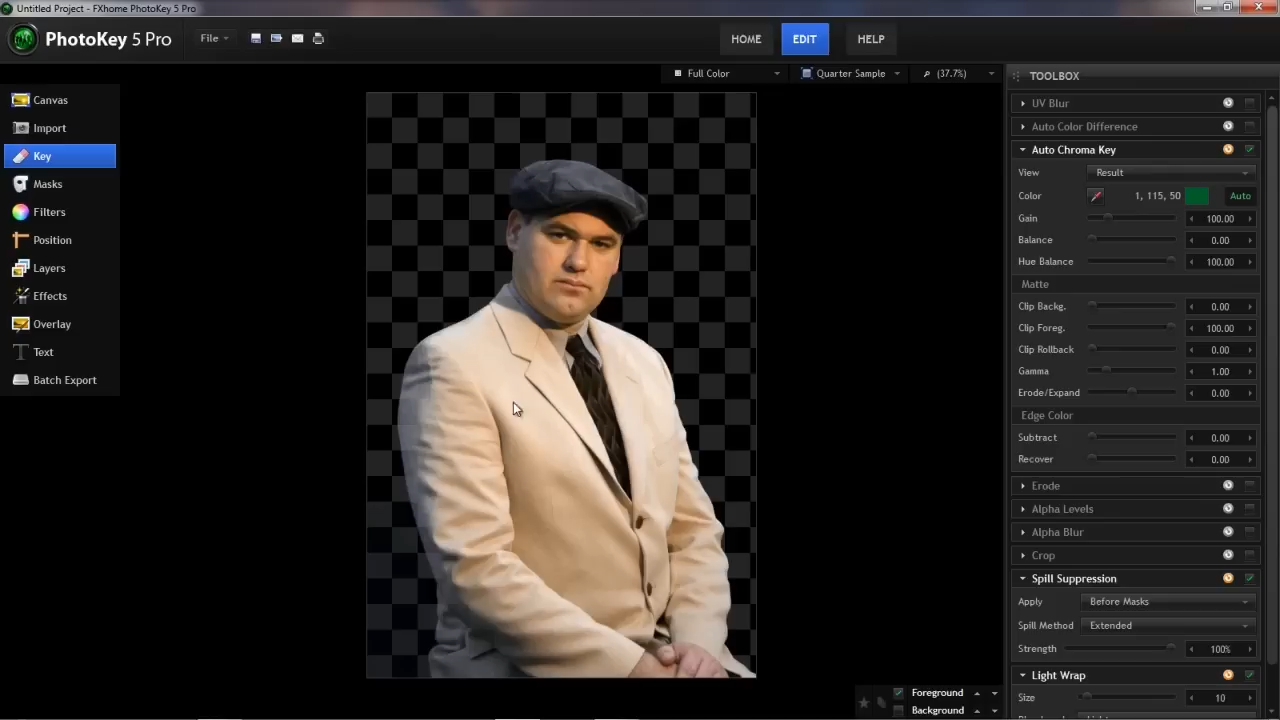 Untitled Project - FXhome PhotoKey 5 Pro
PhotoKey 5 Pro
File
HOME
EDIT
HELP
Full Color
Quarter Sample
(37.7%)
Canvas
Import
Key
Masks
Filters
Position
Layers
Effects
Overlay
Text
Batch Export
TOOLBOX
UV Blur
Auto Color Difference
Auto Chroma Key
View Result
Color 1, 115, 50 Auto
Gain 100.00
Balance 0.00
Hue Balance 100.00
Matte
Clip Backg. 0.00
Clip Foreg. 100.00
Clip Rollback 0.00
Gamma 1.00
Erode/Expand 0.00
Edge Color
Subtract 0.00
Recover 0.00
Erode
Alpha Levels
Alpha Blur
Crop
Spill Suppression
Apply Before Masks
Spill Method Extended
Strength 100%
Light Wrap
Size 10
Foreground
Background